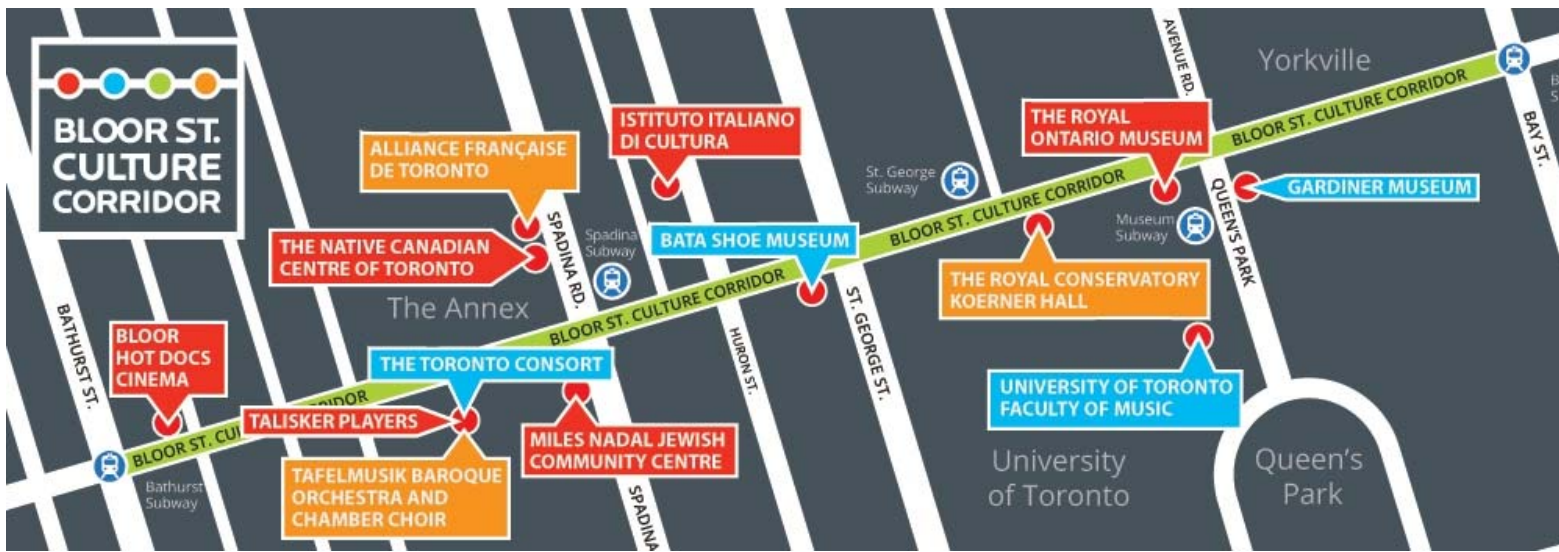 BLOOR ST.
CULTURE
CORRIDOR
BATHURST ST.
BLOOR
HOT DOCS
CINEMA
Bathurst
Subway
BLOOR ST. CUL
RIDOR
The Annex
ALLIANCE FRANÇAISE
DE TORONTO
THE NATIVE CANADIAN
CENTRE OF TORONTO
SPADINA RD.
Spadina
Subway
THE TORONTO CONSORT
TALISKER PLAYERS
TAFELMUSIK BAROQUE
ORCHESTRA AND
CHAMBER CHOIR
MILES NADAL JEWISH
COMMUNITY CENTRE
SPADINA
ISTITUTO ITALIANO
DI CULTURA
BLOOR ST. CULTURE CORRIDOR
HURON ST.
BATA SHOE MUSEUM
ST. GEORGE ST.
St. George
Subway
BLOOR ST. CULTURE CORRIDOR
THE ROYAL
ONTARIO MUSEUM
THE ROYAL CONSERVATORY
KOERNER HALL
Museum
Subway
AVENUE RD.
QUEEN'S PARK
GARDINER MUSEUM
UNIVERSITY OF TORONTO
FACULTY OF MUSIC
University
of Toronto
Queen's
Park
Yorkville
BLOOR ST. CULTURE CORRIDOR
BAY ST.
B
S